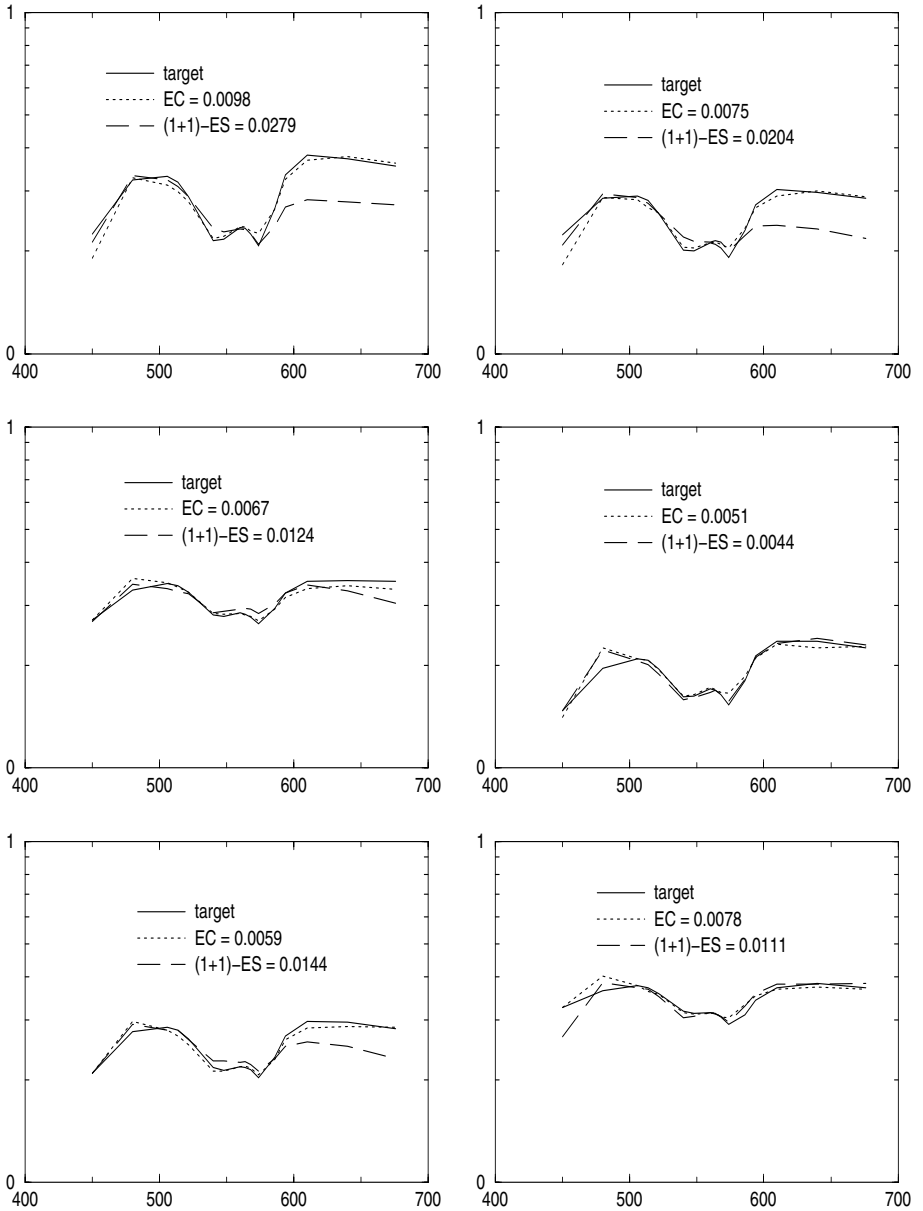 1
target
EC = 0.0098
(1+1)−ES = 0.0279
0
400 500 600 700
1
target
EC = 0.0075
(1+1)−ES = 0.0204
0
400 500 600 700
1
target
EC = 0.0067
(1+1)−ES = 0.0124
0
400 500 600 700
1
target
EC = 0.0051
(1+1)−ES = 0.0044
0
400 500 600 700
1
target
EC = 0.0059
(1+1)−ES = 0.0144
0
400 500 600 700
1
target
EC = 0.0078
(1+1)−ES = 0.0111
0
400 500 600 700